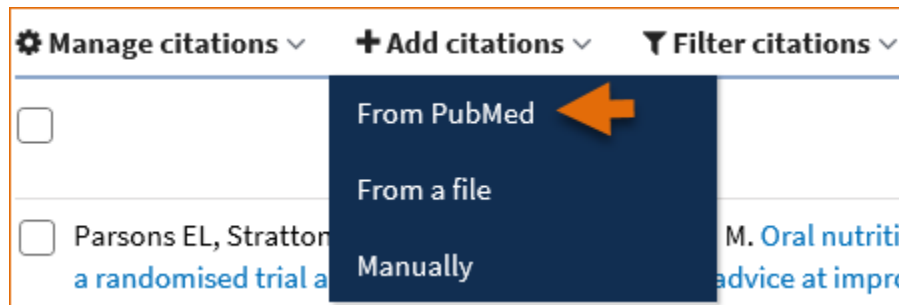 Manage citations
Add citations
Filter citations
From PubMed
From a file
Parsons EL, Stratton
M. Oral nutriti
Manually
a randomised trial a
advice at impro